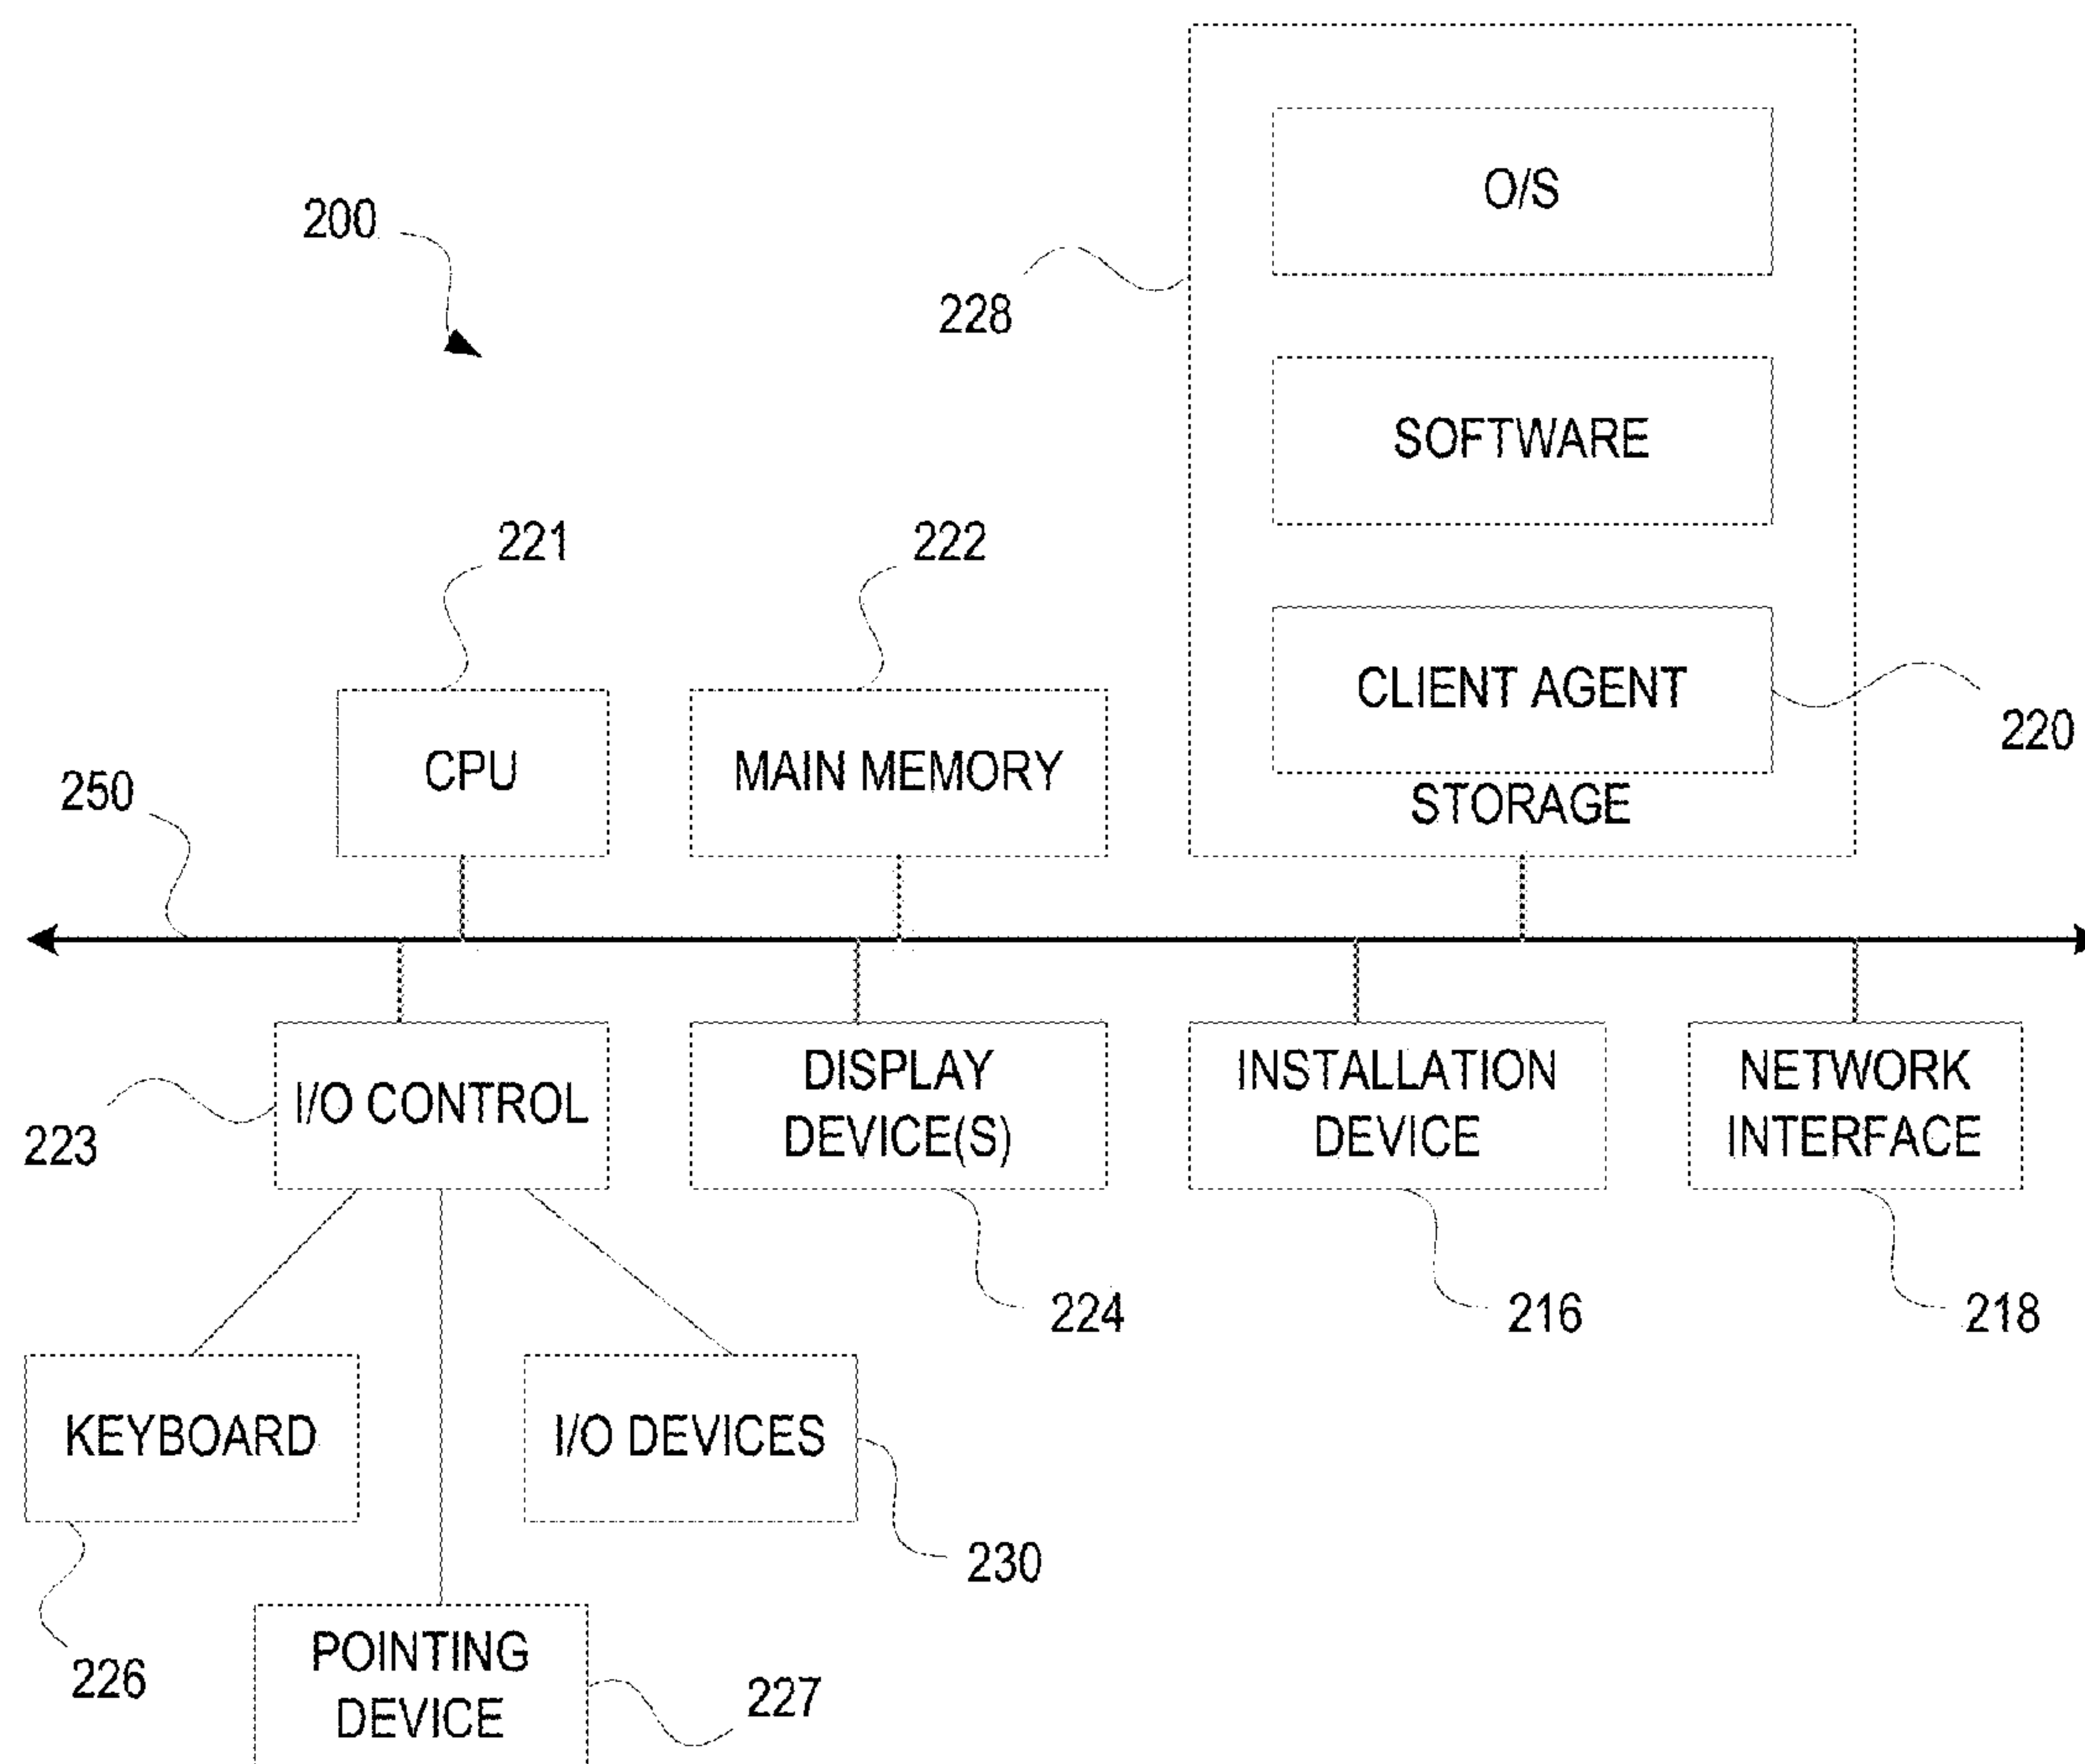 200
O/S
228
SOFTWARE
221
222
CLIENT AGENT
220
CPU
MAIN MEMORY
250
STORAGE
I/O CONTROL
DISPLAY
DEVICE(S)
INSTALLATION
DEVICE
NETWORK
INTERFACE
223
224
216
218
KEYBOARD
I/O DEVICES
230
226
POINTING
DEVICE
227